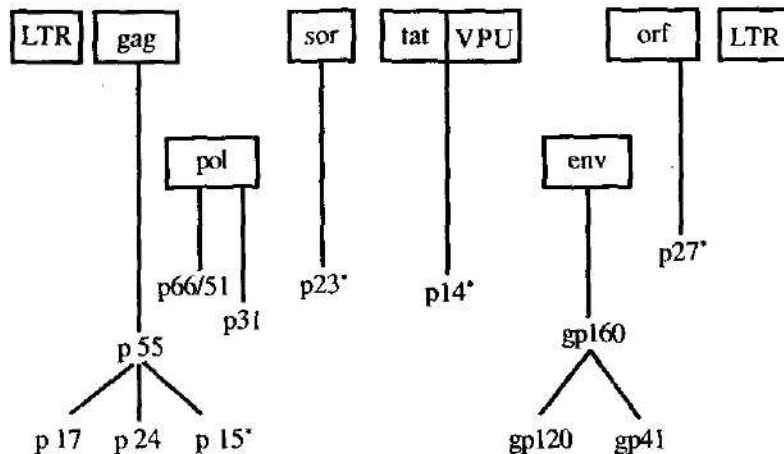 LTR gag sor tat VPU orf LTR
pol env
p27*
p66/51 p23* p14*
p31
p 55 gp160
p 17 p 24 p 15* gp120 gp41